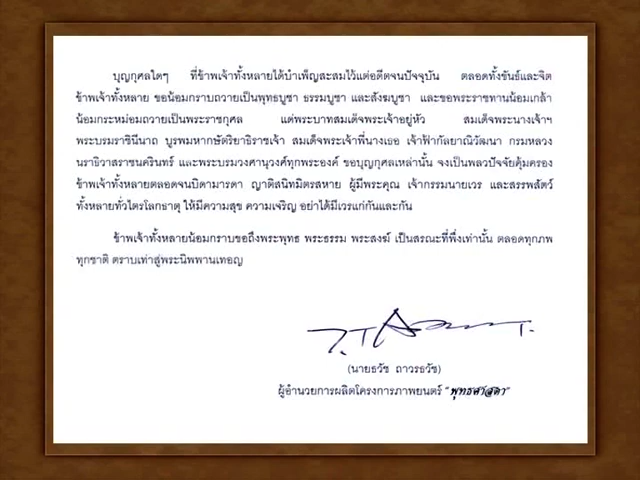 บุญกุศลใดๆ ที่ข้าพเจ้าทั้งหลายได้บำเพ็ญสะสมไว้แต่อดีตจนปัจจุบัน ตลอดทั้งขันธ์และจิต
ข้าพเจ้าทั้งหลาย ขอน้อมกราบถวายเป็นพุทธบูชา ธรรมบูชา และสังฆบูชา และขอพระราชทานน้อมเกล้า
น้อมกระหม่อมถวายเป็นพระราชกุศล แด่พระบาทสมเด็จพระเจ้าอยู่หัว สมเด็จพระนางเจ้าฯ
พระบรมราชินีนาถ บูรพมหากษัตริยาธิราชเจ้า สมเด็จพระเจ้าพี่นางเธอ เจ้าฟ้ากัลยาณิวัฒนา กรมหลวง
นราธิวาสราชนครินทร์ และพระบรมวงศานุวงศ์ทุกพระองค์ ขอบุญกุศลเหล่านั้น จงเป็นพลวปัจจัยคุ้มครอง
ข้าพเจ้าทั้งหลายตลอดจนบิดามารดา ญาติสนิทมิตรสหาย ผู้มีพระคุณ เจ้ากรรมนายเวร และสรรพสัตว์
ทั้งหลายทั่วไตรโลกธาตุ ให้มีความสุข ความเจริญ อย่าได้มีเวรแก่กันและกัน
ข้าพเจ้าทั้งหลายน้อมกราบขอถึงพระพุทธ พระธรรม พระสงฆ์ เป็นสรณะที่พึ่งเท่านั้น ตลอดทุกภพ
ทุกชาติ ตราบเท่าสู่พระนิพพานเทอญ
(นายธวัช ถาวรธวัช)
ผู้อำนวยการผลิตโครงการภาพยนตร์ "พุทธศาสดา"